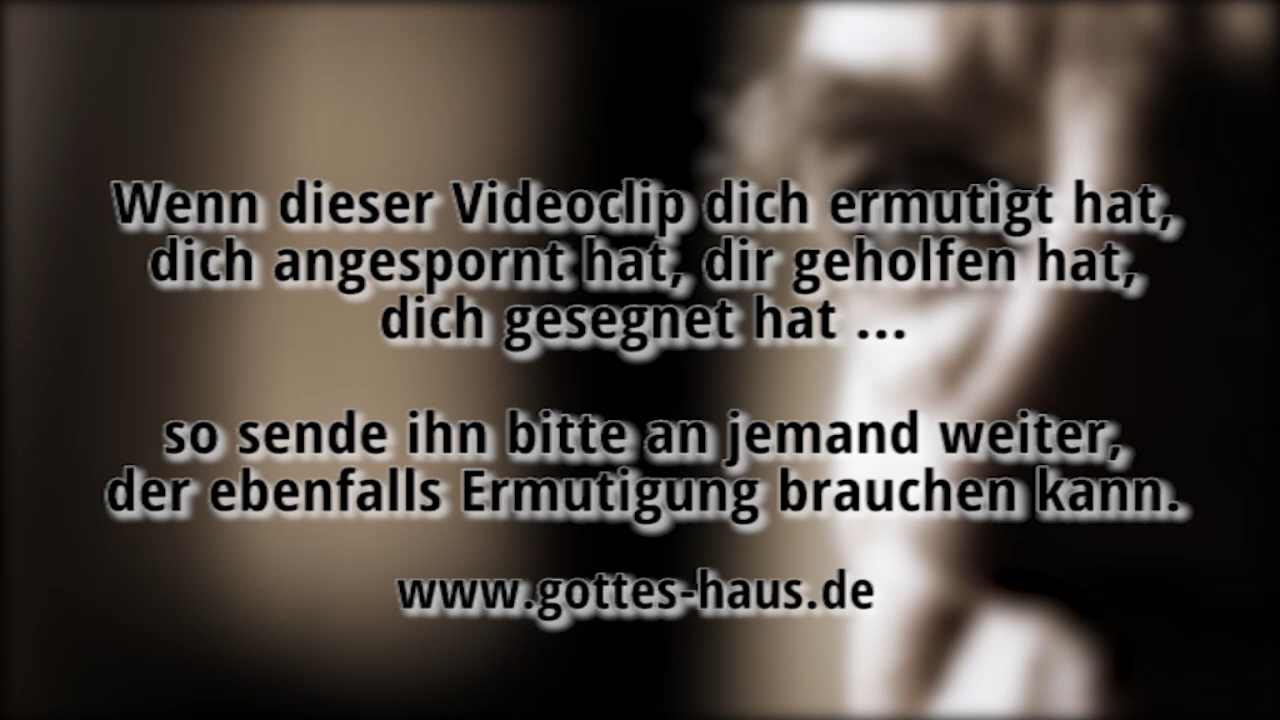 Wenn dieser Videoclip dich ermutigt hat,
dich angespornt hat, dir geholfen hat,
dich gesegnet hat ...
so sende ihn bitte an jemand weiter,
der ebenfalls Ermutigung brauchen kann.
www.gottes-haus.de